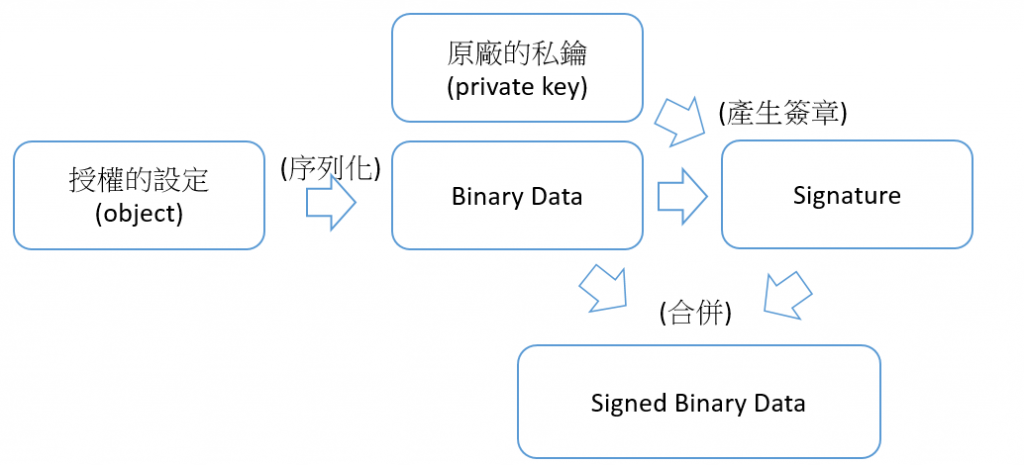 原廠的私鑰
(private key)
(產生簽章)
授權的設定
(object)
(序列化)
Binary Data
Signature
(合併)
Signed Binary Data